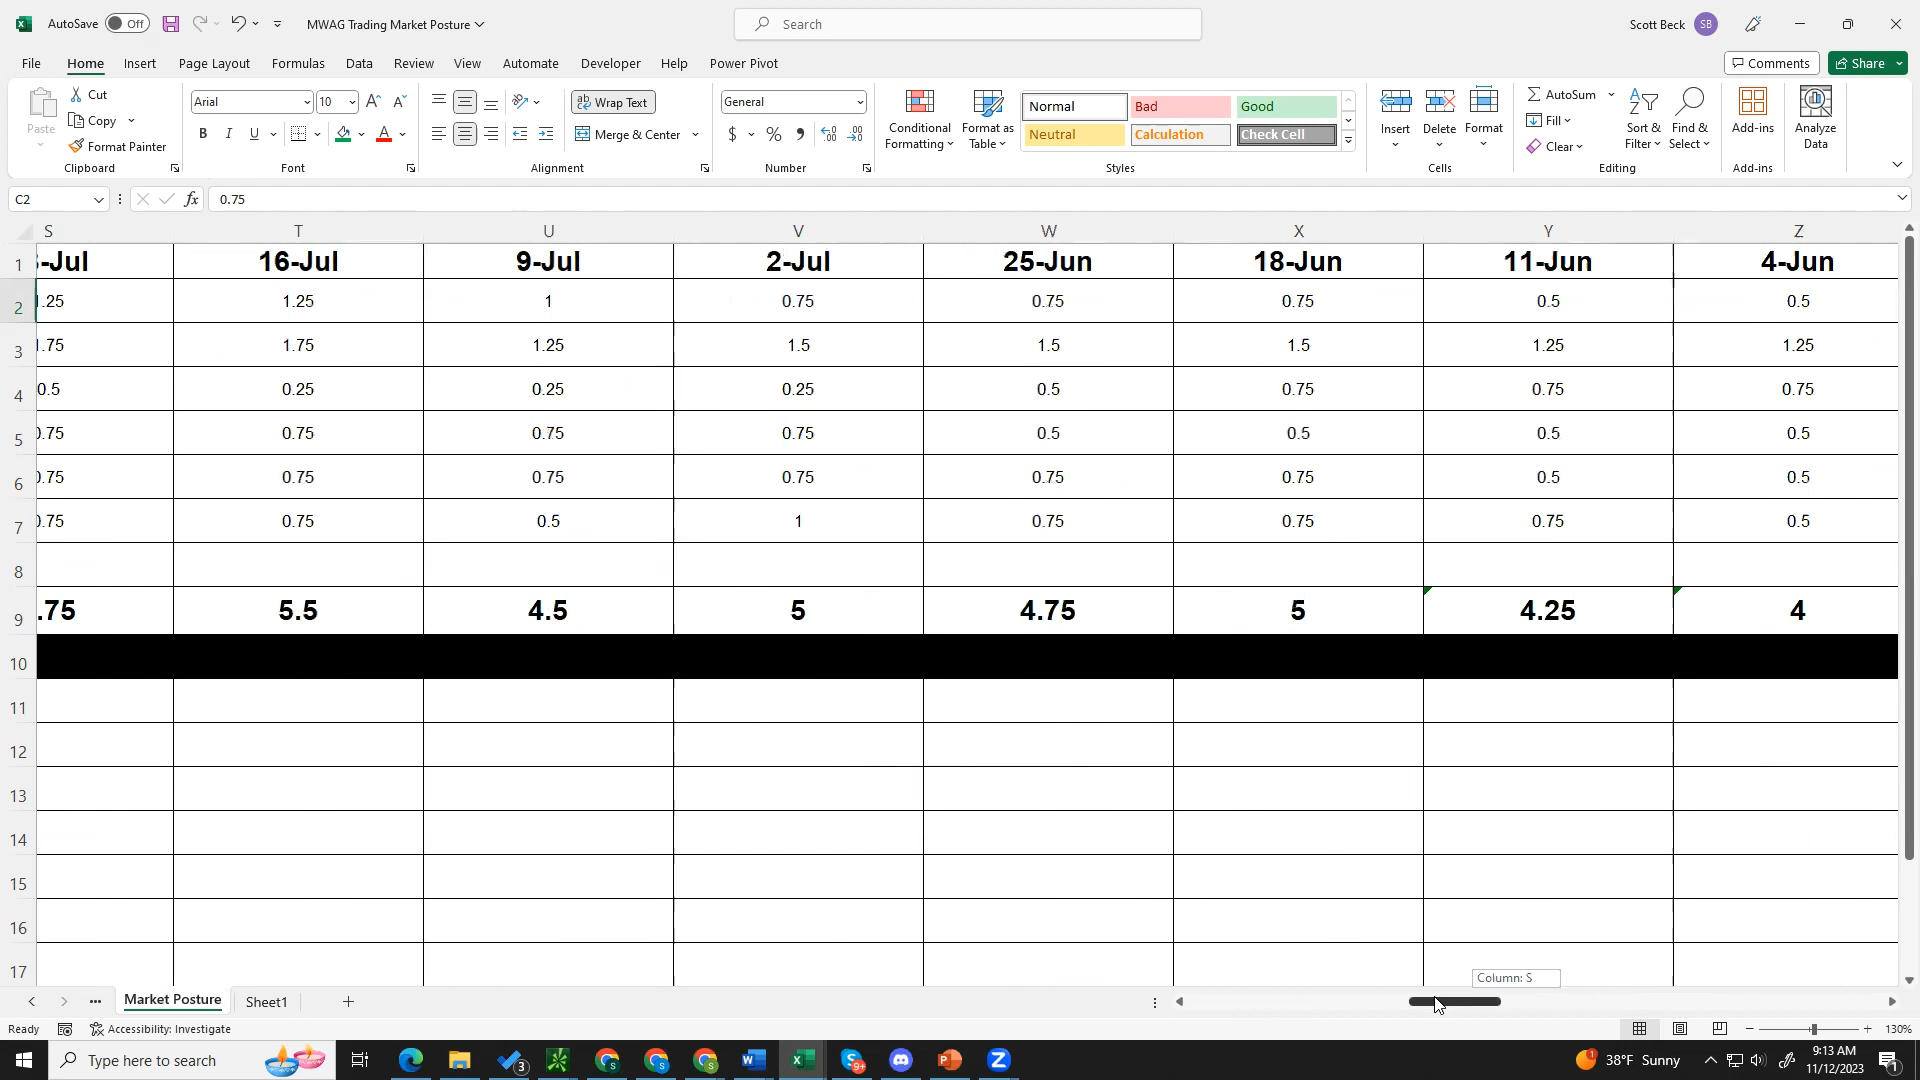 AutoSave Off MWAG Trading Market Posture Search Scott Beck SB
File Home Insert Page Layout Formulas Data Review View Automate Developer Help Power Pivot Comments Share
Paste
Cut
Copy
Format Painter
Clipboard
Arial 10
B I U A
Font
Wrap Text
Merge & Center
Alignment
General
$ % 9
Number
Conditional
Formatting
Format as
Table
Normal Bad Good
Neutral Calculation Check Cell
Styles
Insert Delete Format
Cells
AutoSum
Fill
Clear
Sort &
Filter
Find &
Select
Editing
Add-ins
Add-ins
Analyze
Data
C2 fx 0.75
S T U V W X Y Z
1 -Jul 16-Jul 9-Jul 2-Jul 25-Jun 18-Jun 11-Jun 4-Jun
2 .25 1.25 1 0.75 0.75 0.75 0.5 0.5
3 .75 1.75 1.25 1.5 1.5 1.5 1.25 1.25
4 0.5 0.25 0.25 0.25 0.5 0.75 0.75 0.75
5 0.75 0.75 0.75 0.75 0.5 0.5 0.5 0.5
6 0.75 0.75 0.75 0.75 0.75 0.75 0.5 0.5
7 0.75 0.75 0.5 1 0.75 0.75 0.75 0.5
8
9 .75 5.5 4.5 5 4.75 5 4.25 4
10
11
12
13
14
15
16
17
Column: S
Market Posture Sheet1
Ready Accessibility: Investigate 130%
Type here to search 3 9+ 38°F Sunny 9:13 AM
11/12/2023 1